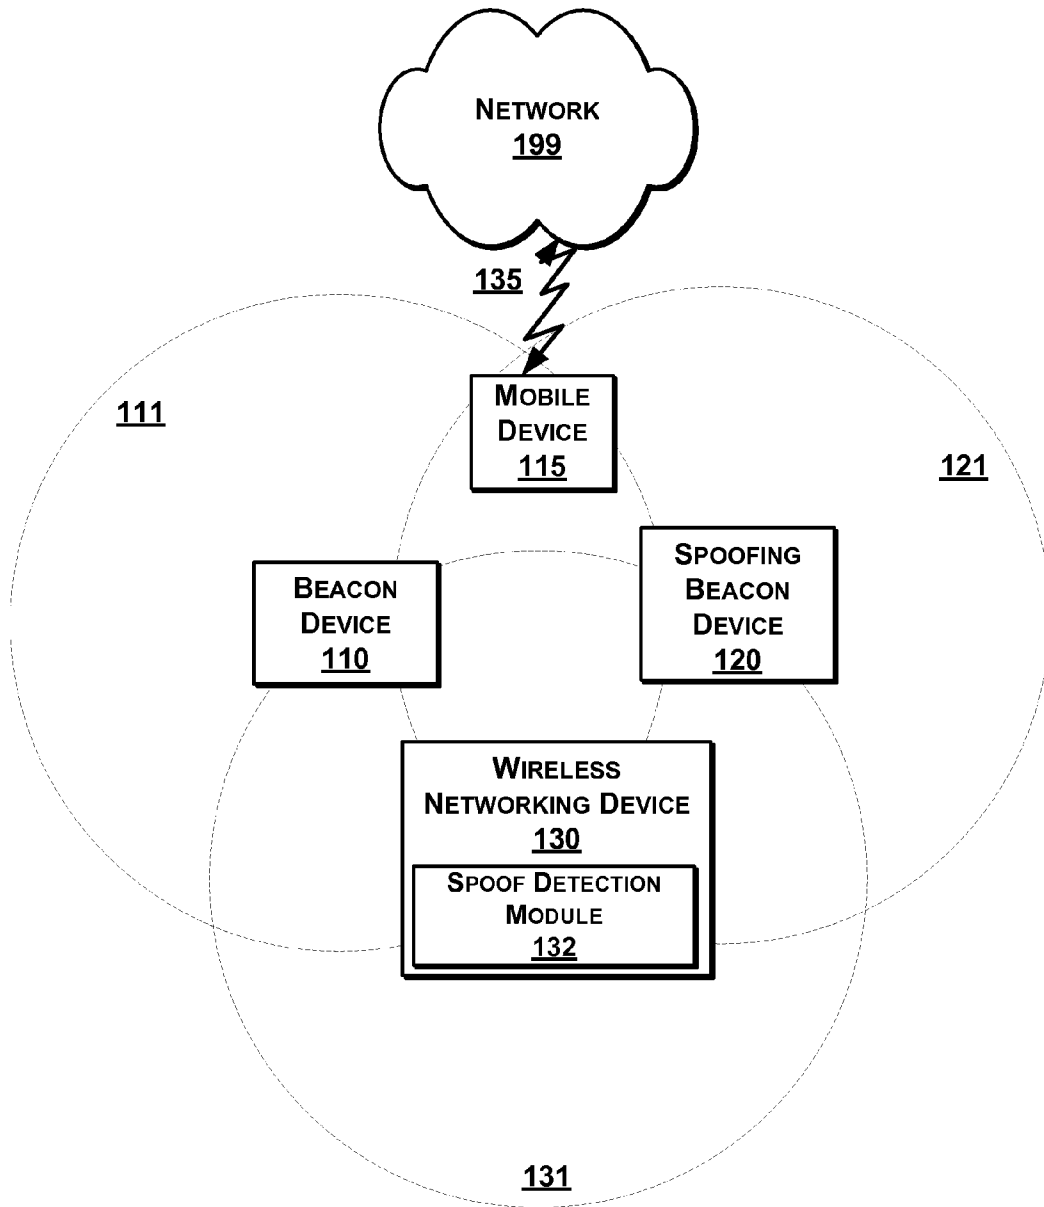 NETWORK
199
135
111
MOBILE
DEVICE
115
121
BEACON
DEVICE
110
SPOOFING
BEACON
DEVICE
120
WIRELESS
NETWORKING DEVICE
130
SPOOF DETECTION
MODULE
132
131